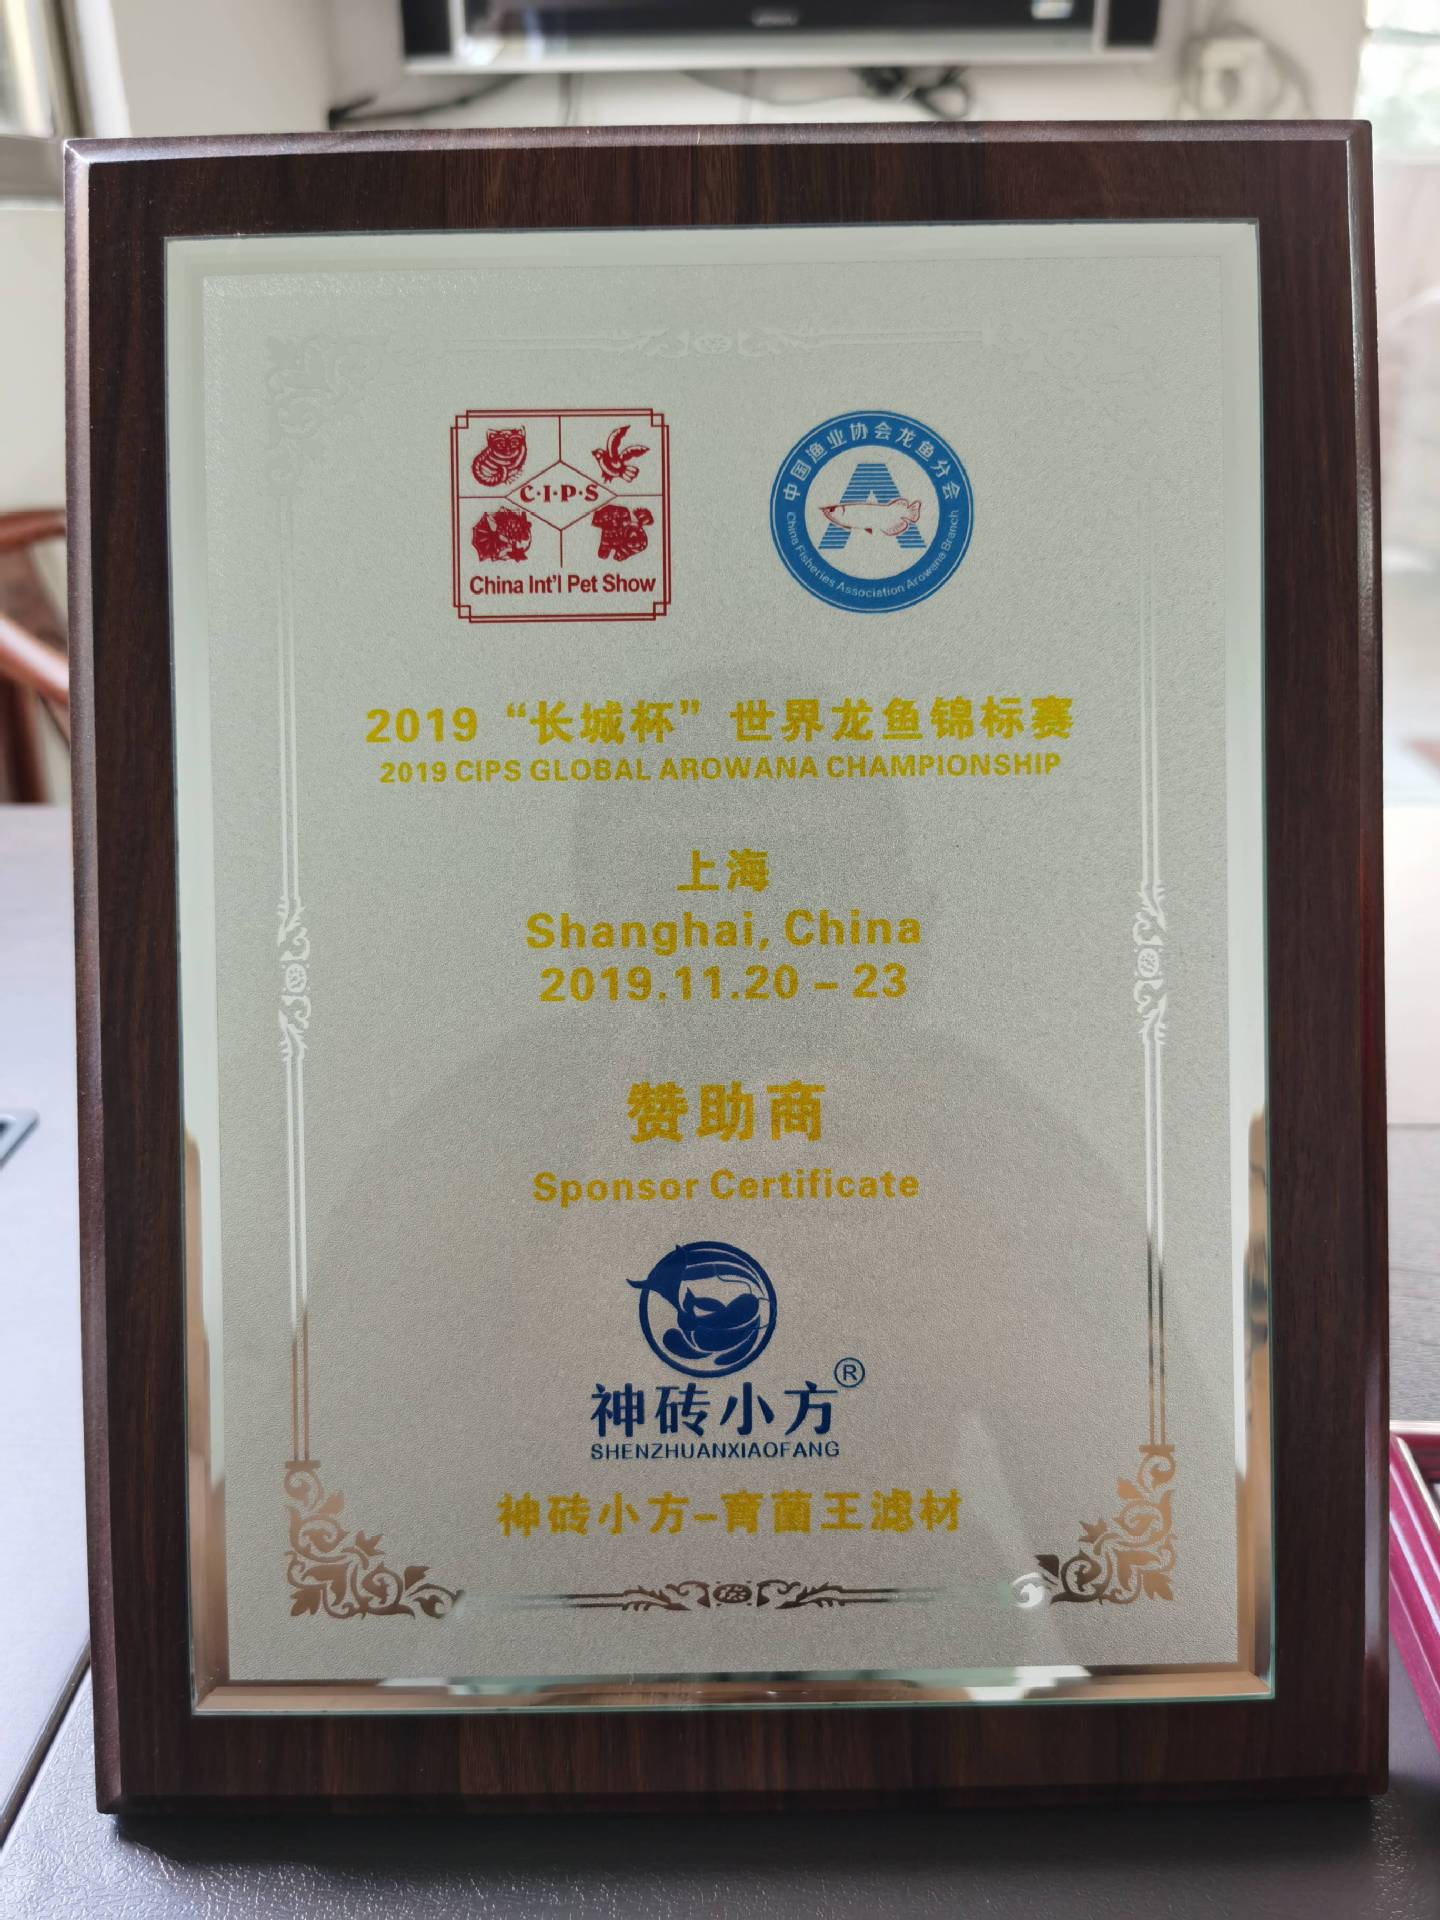 C·I·P·S
China Int'l Pet Show
中国渔业协会龙鱼分会
China Fisheries Association Arowana Branch
2019“长城杯”世界龙鱼锦标赛
2019 CIPS GLOBAL AROWANA CHAMPIONSHIP
上海
Shanghai, China
2019.11.20－23
赞助商
Sponsor Certificate
神砖小方®
SHENZHUANXIAOFANG
神砖小方-育菌王滤材